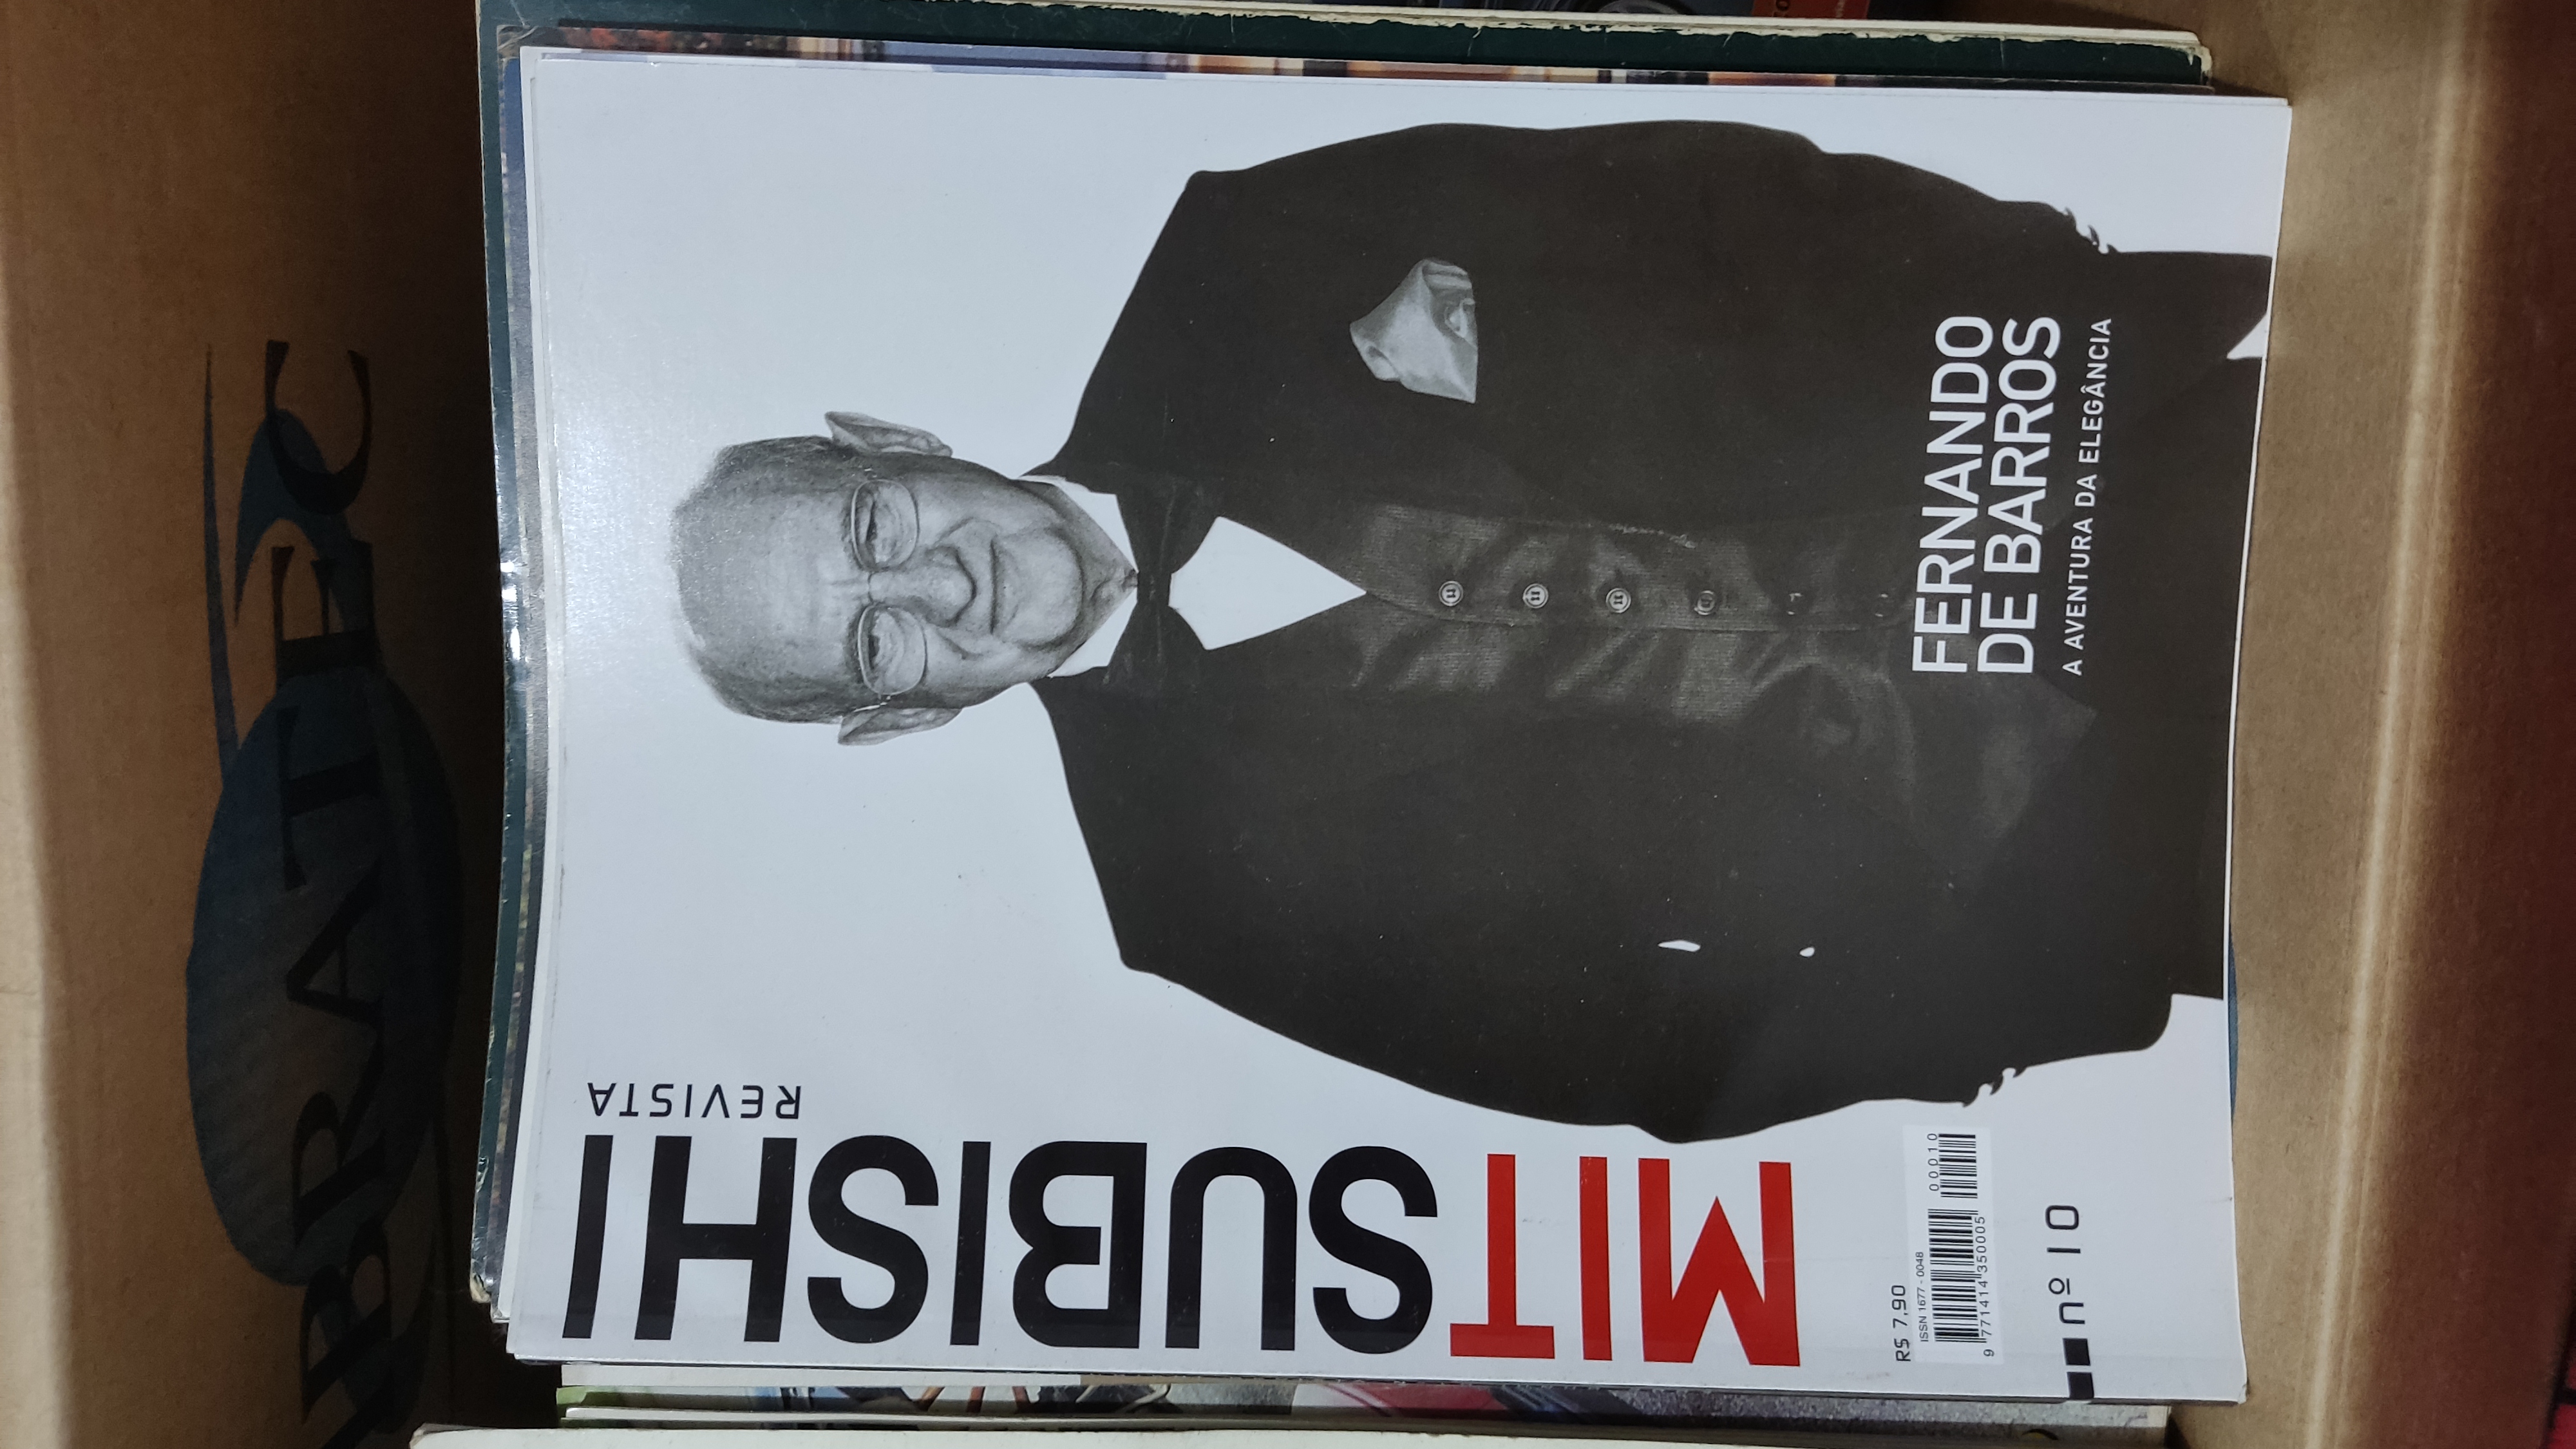 ABRATEC
MITSUBISHI
REVISTA
R$ 7,90
ISSN 1677 - 0048
00010
9 771414 350005
nº 10
FERNANDO
DE BARROS
A AVENTURA DA ELEGÂNCIA